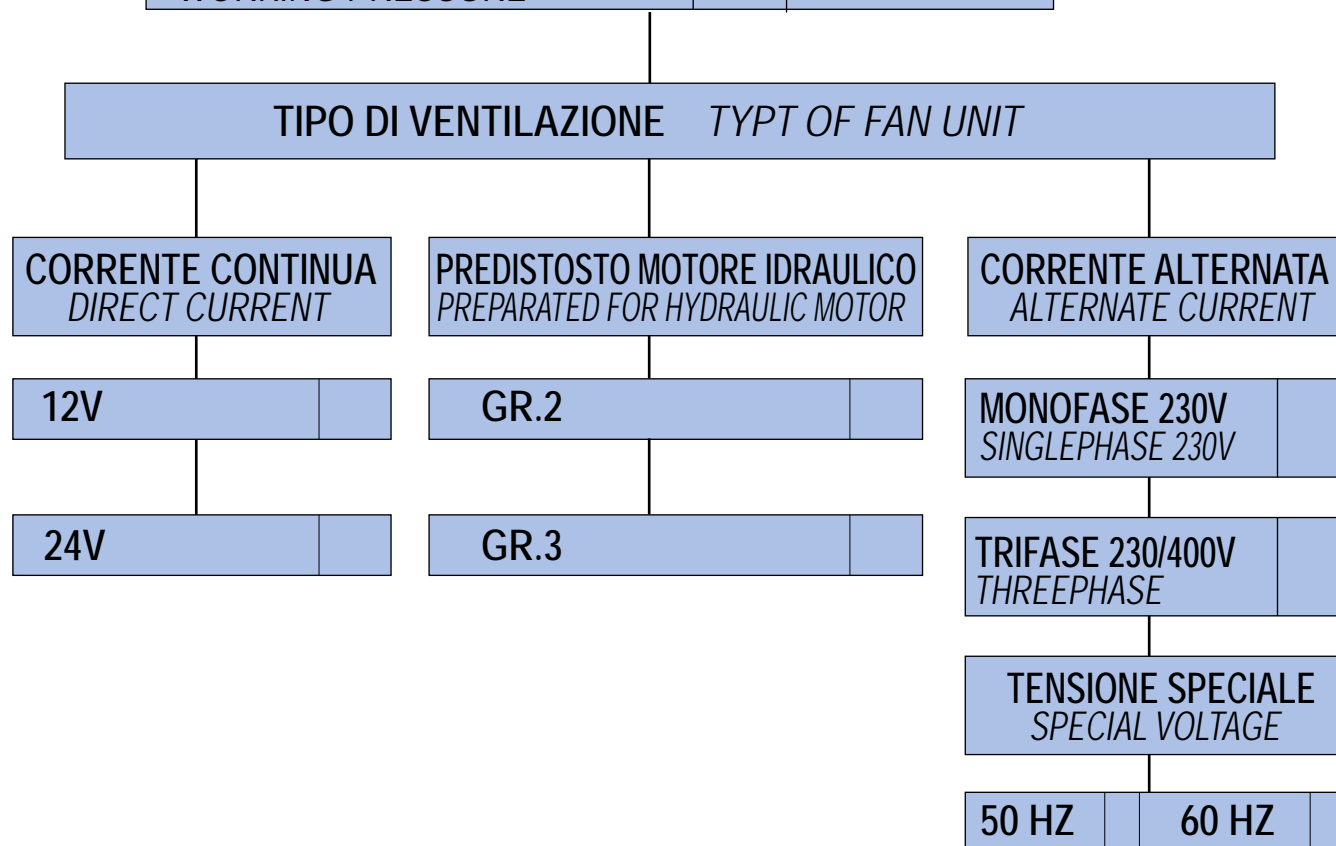 WORKING PRESSURE
TIPO DI VENTILAZIONE TYPT OF FAN UNIT
CORRENTE CONTINUA
DIRECT CURRENT
PREDISTOSTO MOTORE IDRAULICO
PREPARATED FOR HYDRAULIC MOTOR
CORRENTE ALTERNATA
ALTERNATE CURRENT
12V
GR.2
MONOFASE 230V
SINGLEPHASE 230V
24V
GR.3
TRIFASE 230/400V
THREEPHASE
TENSIONE SPECIALE
SPECIAL VOLTAGE
50 HZ 60 HZ